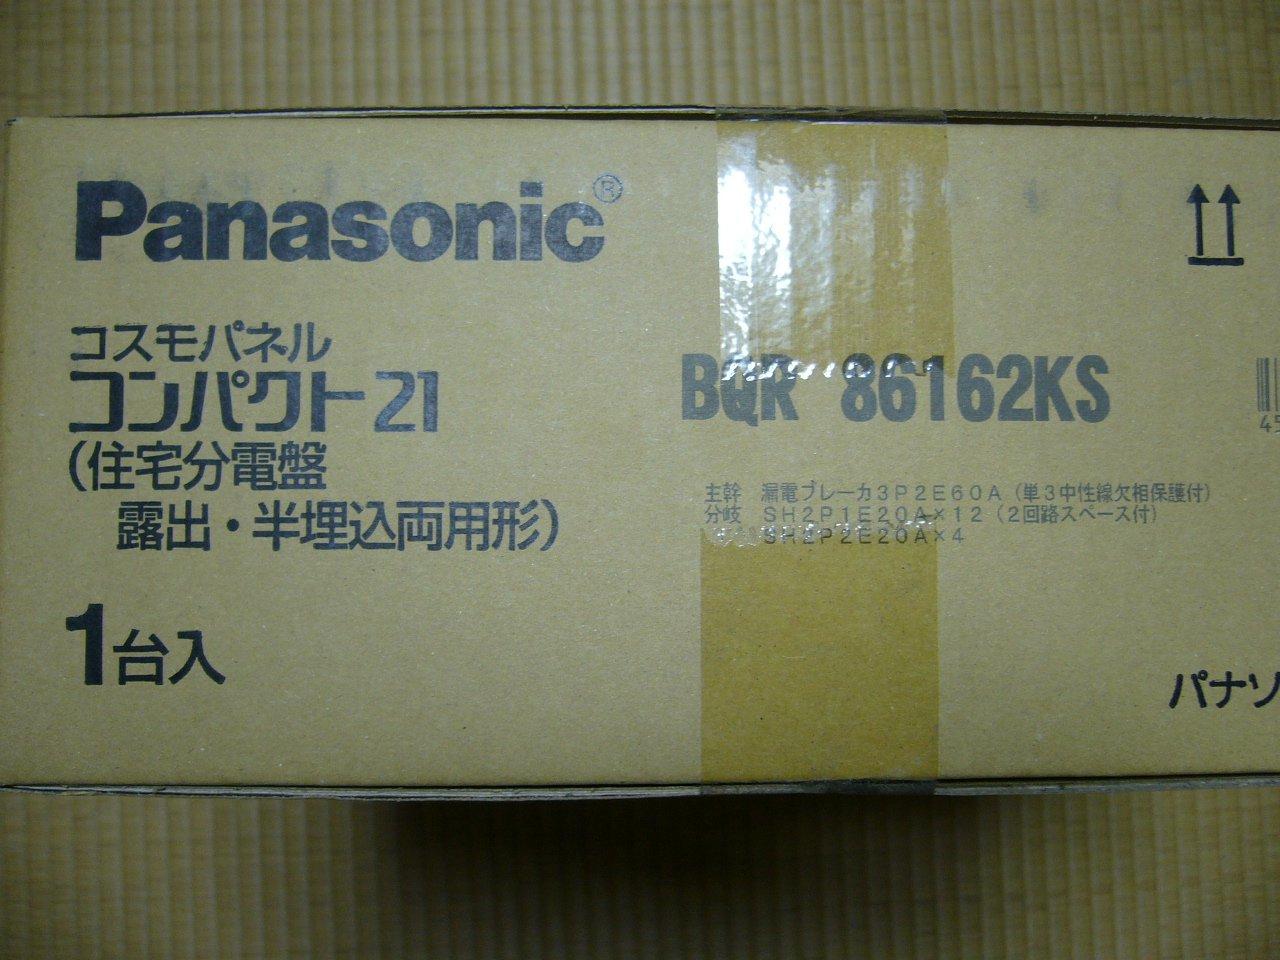 Panasonic®
コスモパネル
コンパクト21
(住宅分電盤
露出・半埋込両用形)
1台入
BQR 86162KS
主幹 漏電ブレーカ3P2E60A (単3中性線欠相保護付)
分岐 SH2P1E20A×12 (2回路スペース付)
SH2P2E20A×4
45
パナソ